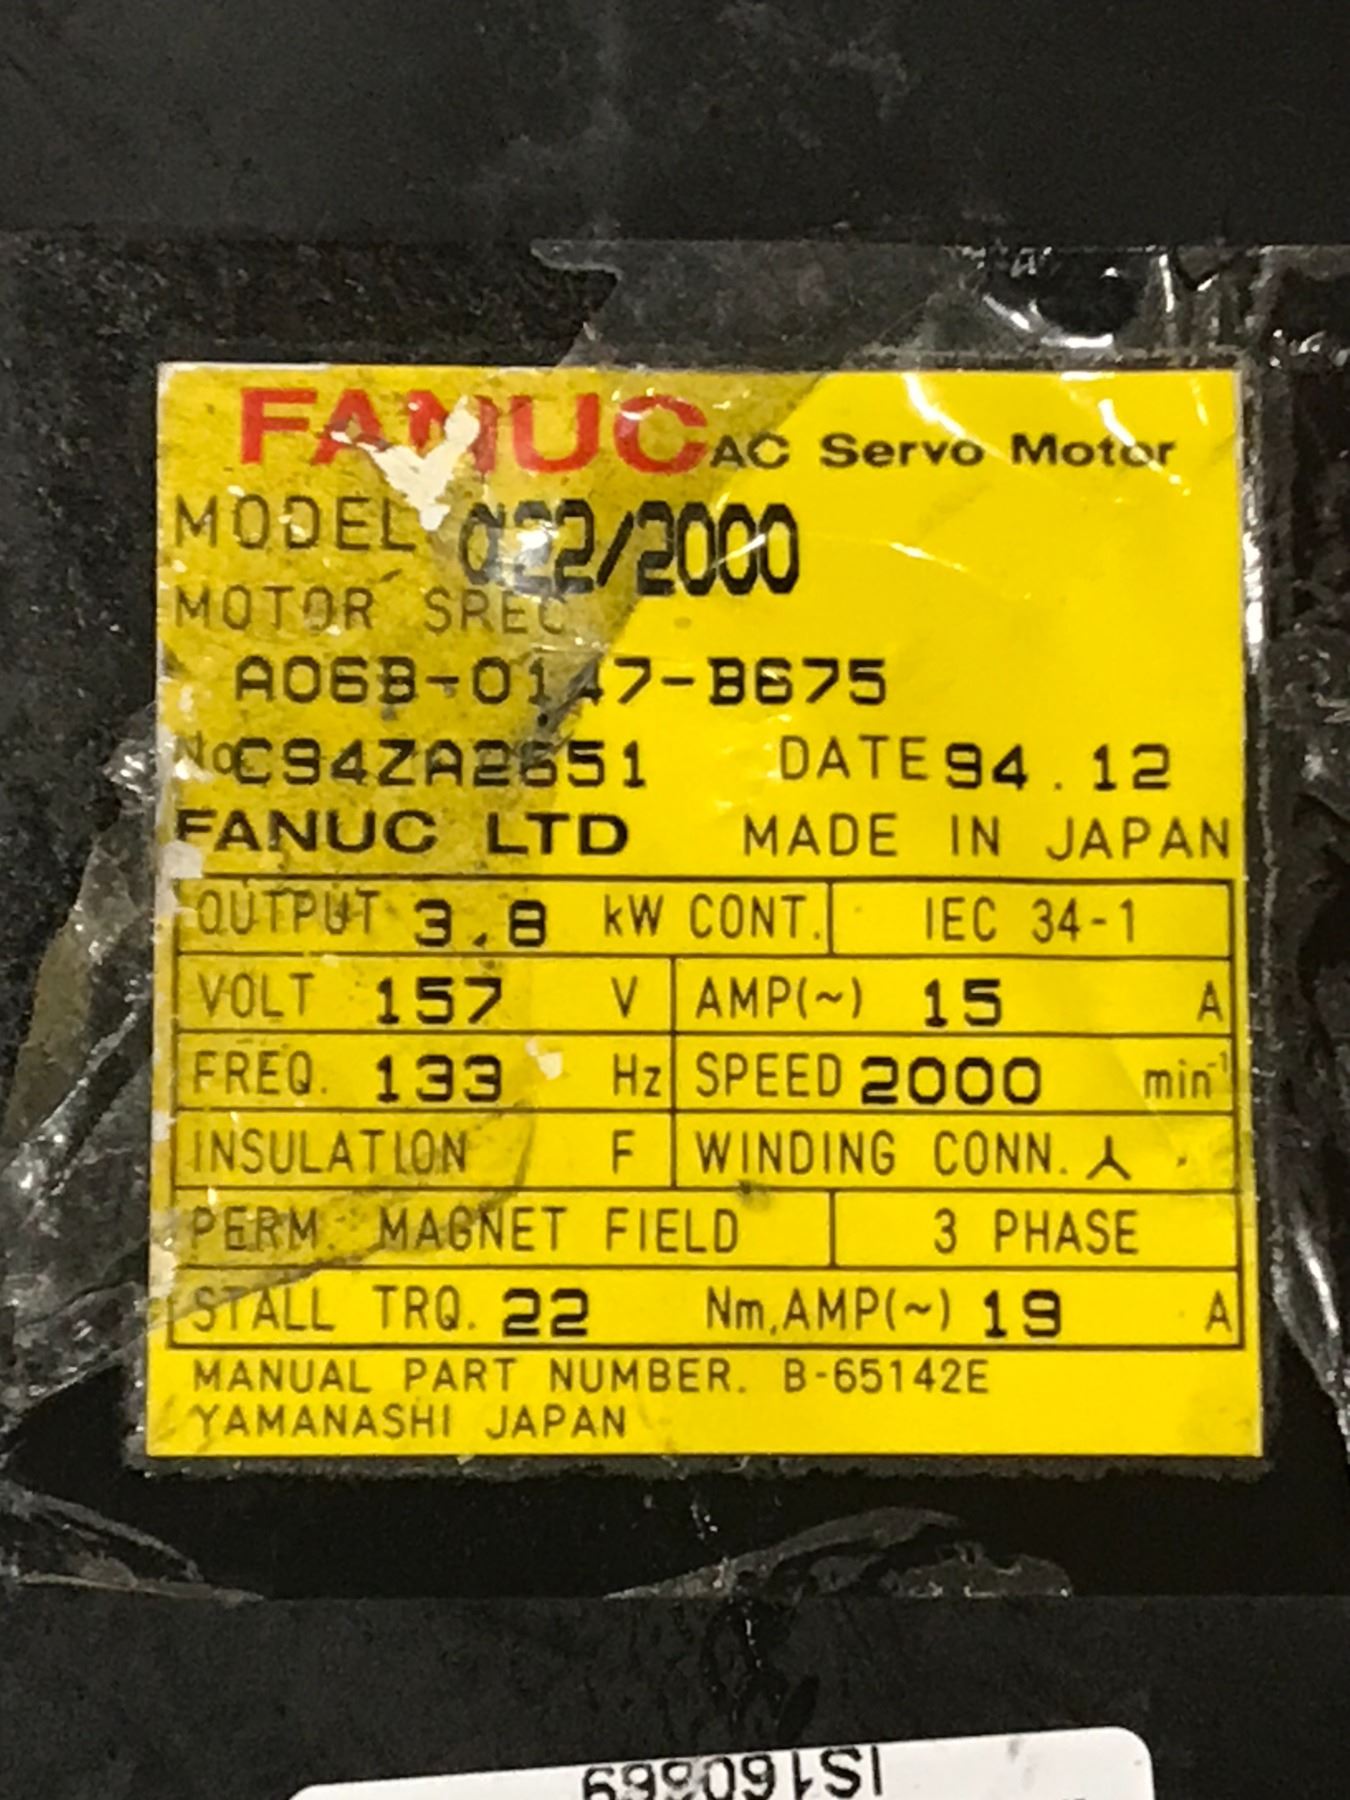 FANUC AC Servo Motor
MODEL α22/2000
MOTOR SPEC
A06B-0147-B675
No C94ZA2651 DATE 94.12
FANUC LTD MADE IN JAPAN
OUTPUT 3.8 kW CONT. IEC 34-1
VOLT 157 V AMP(~) 15 A
FREQ. 133 Hz SPEED 2000 min⁻¹
INSULATION F WINDING CONN.
PERM. MAGNET FIELD 3 PHASE
STALL TRQ. 22 Nm, AMP(~) 19 A
MANUAL PART NUMBER. B-65142E
YAMANASHI JAPAN